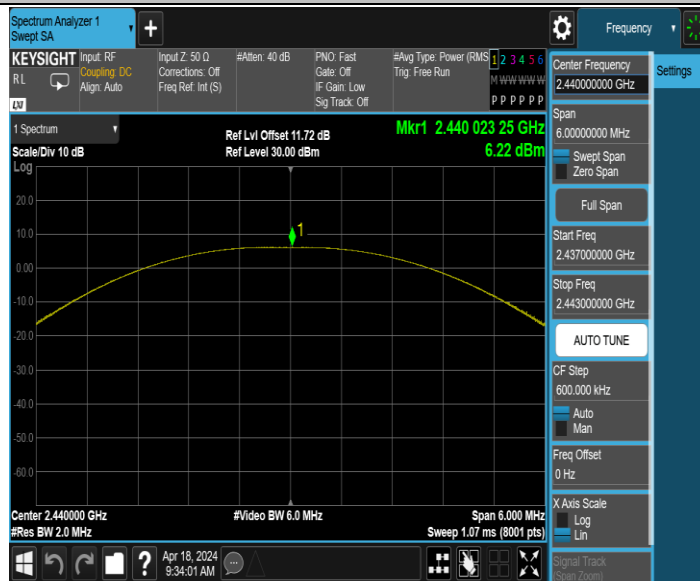 Spectrum Analyzer 1
Swept SA
+
Frequency
KEYSIGHT
RL
LXI
Input: RF
Coupling: DC
Align: Auto
Input Z: 50 Ω
Corrections: Off
Freq Ref: Int (S)
#Atten: 40 dB
PNO: Fast
Gate: Off
IF Gain: Low
Sig Track: Off
#Avg Type: Power (RMS
Trig: Free Run
1 2 3 4 5 6
M W W W W W
P P P P P P
Center Frequency
2.440000000 GHz
Settings
Span
6.00000000 MHz
Swept Span
Zero Span
Full Span
Start Freq
2.437000000 GHz
Stop Freq
2.443000000 GHz
AUTO TUNE
CF Step
600.000 kHz
Auto
Man
Freq Offset
0 Hz
X Axis Scale
Log
Lin
Signal Track
(Span Zoom)
1 Spectrum
Scale/Div 10 dB
Ref Lvl Offset 11.72 dB
Ref Level 30.00 dBm
Mkr1 2.440 023 25 GHz
6.22 dBm
Log
20.0
10.0
0.00
-10.0
-20.0
-30.0
-40.0
-50.0
-60.0
1
Center 2.440000 GHz
#Res BW 2.0 MHz
#Video BW 6.0 MHz
Span 6.000 MHz
Sweep 1.07 ms (8001 pts)
?
Apr 18, 2024
9:34:01 AM